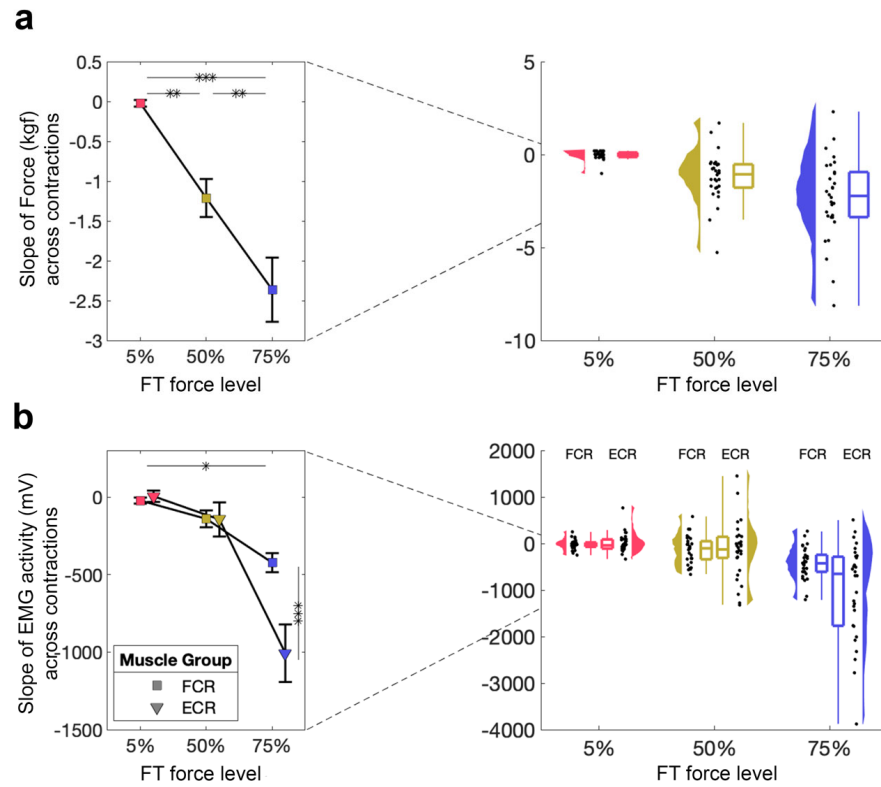 a
Slope of Force (kgf)
across contractions
0.5
0
-0.5
-1
-1.5
-2
-2.5
-3
***
** **
5% 50% 75%
FT force level
5
0
-5
-10
5% 50% 75%
FT force level
b
Slope of EMG activity (mV)
across contractions
0
-500
-1000
-1500
*
***
Muscle Group
FCR
ECR
5% 50% 75%
FT force level
2000
1000
0
-1000
-2000
-3000
-4000
FCR ECR FCR ECR FCR ECR
5% 50% 75%
FT force level